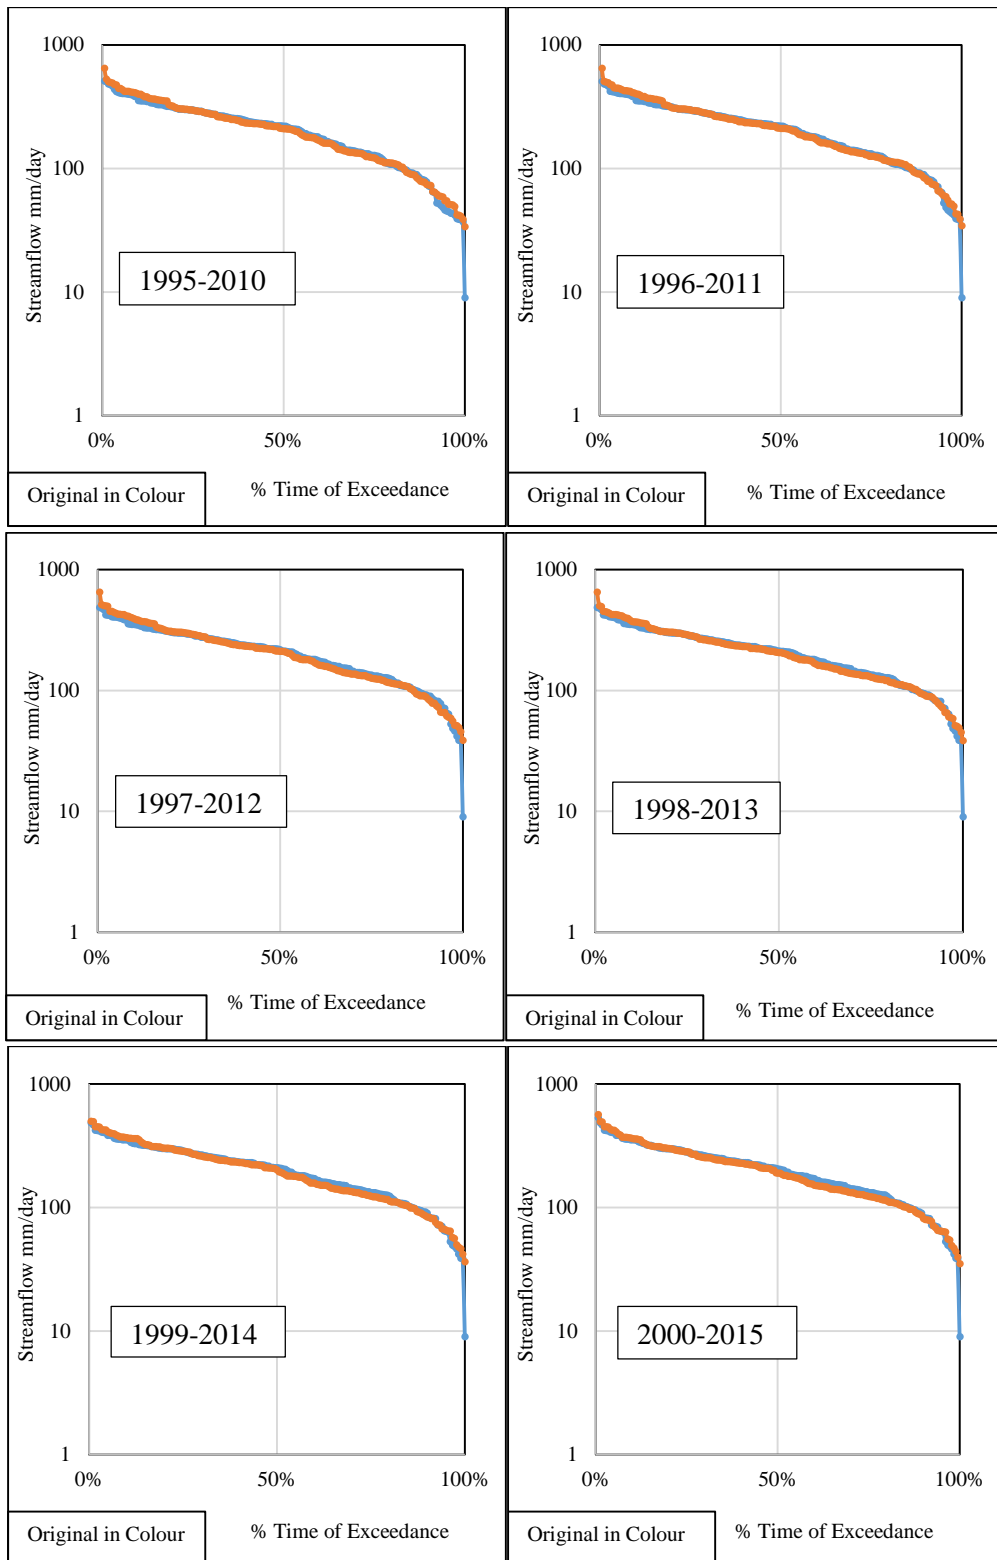 1000
100
10
1
Streamflow mm/day
1995-2010
0%
50%
100%
% Time of Exceedance
Original in Colour
1000
100
10
1
Streamflow mm/day
1996-2011
0%
50%
100%
% Time of Exceedance
Original in Colour
1000
100
10
1
Streamflow mm/day
1997-2012
0%
50%
100%
% Time of Exceedance
Original in Colour
1000
100
10
1
Streamflow mm/day
1998-2013
0%
50%
100%
% Time of Exceedance
Original in Colour
1000
100
10
1
Streamflow mm/day
1999-2014
0%
50%
100%
% Time of Exceedance
Original in Colour
1000
100
10
1
Streamflow mm/day
2000-2015
0%
50%
100%
% Time of Exceedance
Original in Colour